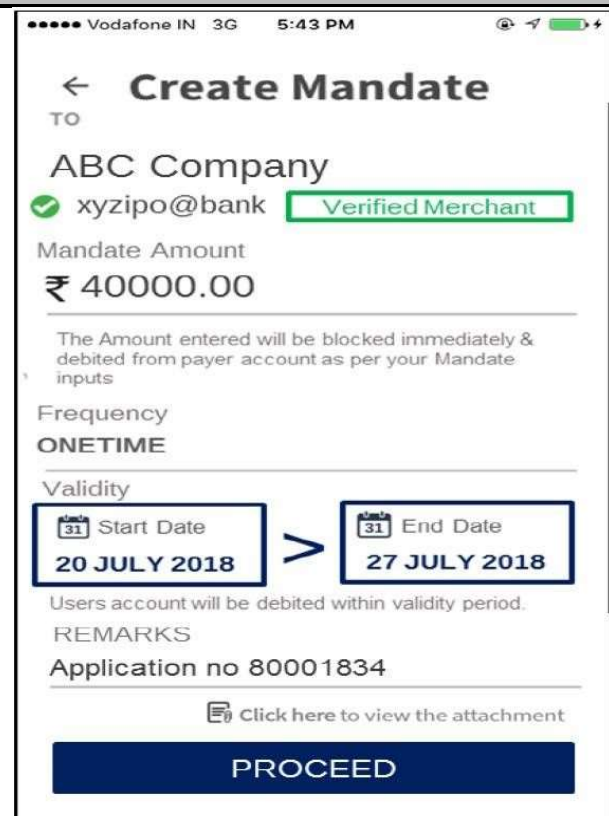 Vodafone IN 3G 5:43 PM
← Create Mandate
TO
ABC Company
xyzipo@bank Verified Merchant
Mandate Amount
₹ 40000.00
The Amount entered will be blocked immediately &
debited from payer account as per your Mandate
inputs
Frequency
ONETIME
Validity
31 Start Date > 31 End Date
20 JULY 2018 27 JULY 2018
Users account will be debited within validity period.
REMARKS
Application no 80001834
Click here to view the attachment
PROCEED